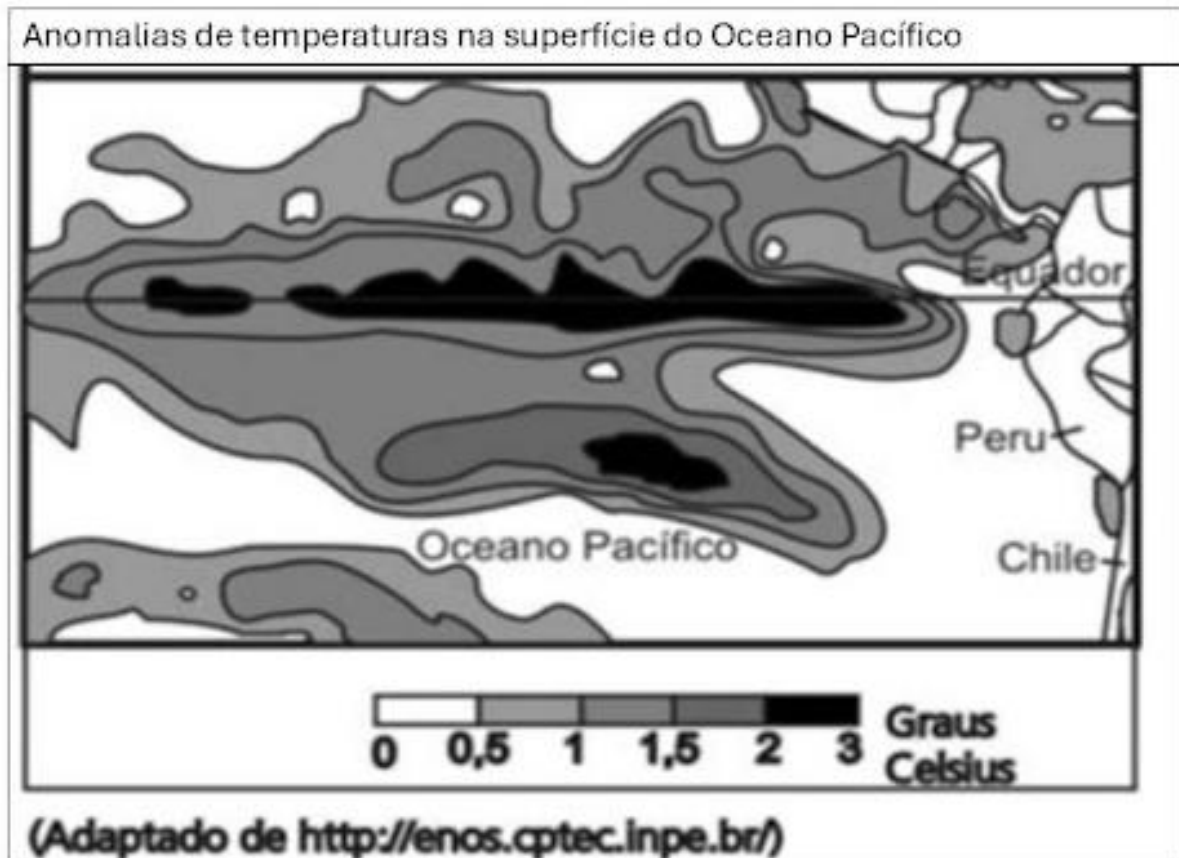 Anomalias de temperaturas na superfície do Oceano Pacífico
Equador
Peru
Oceano Pacífico
Chile
0 0,5 1 1,5 2 3
Graus
Celsius
(Adaptado de http://enos.cptec.inpe.br/)